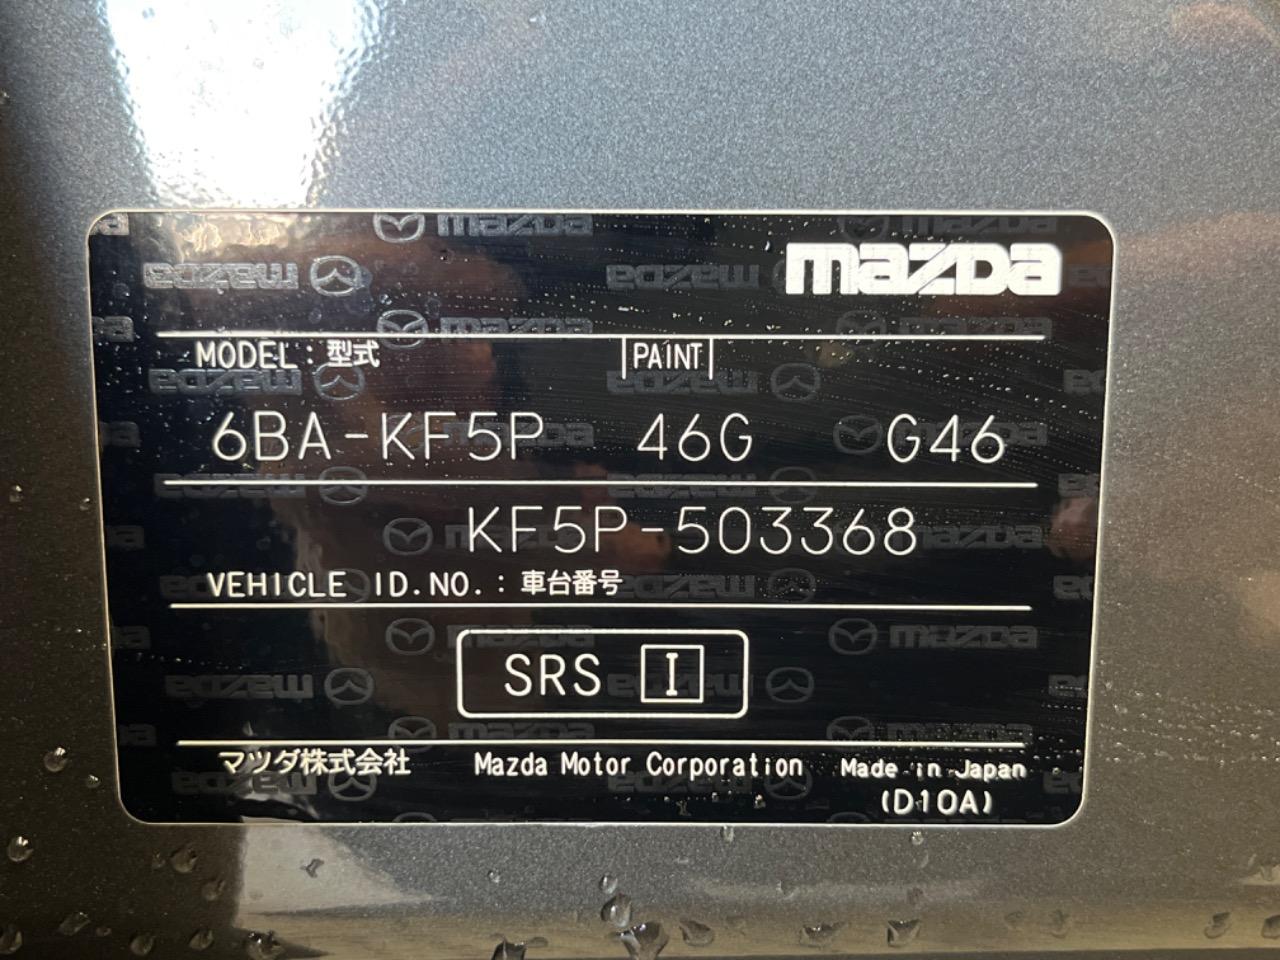 mazda
MODEL : 型式 PAINT
6BA-KF5P 46G G46
KF5P-503368
VEHICLE ID.NO. : 車台番号
SRS I
マツダ株式会社 Mazda Motor Corporation Made in Japan
(D10A)